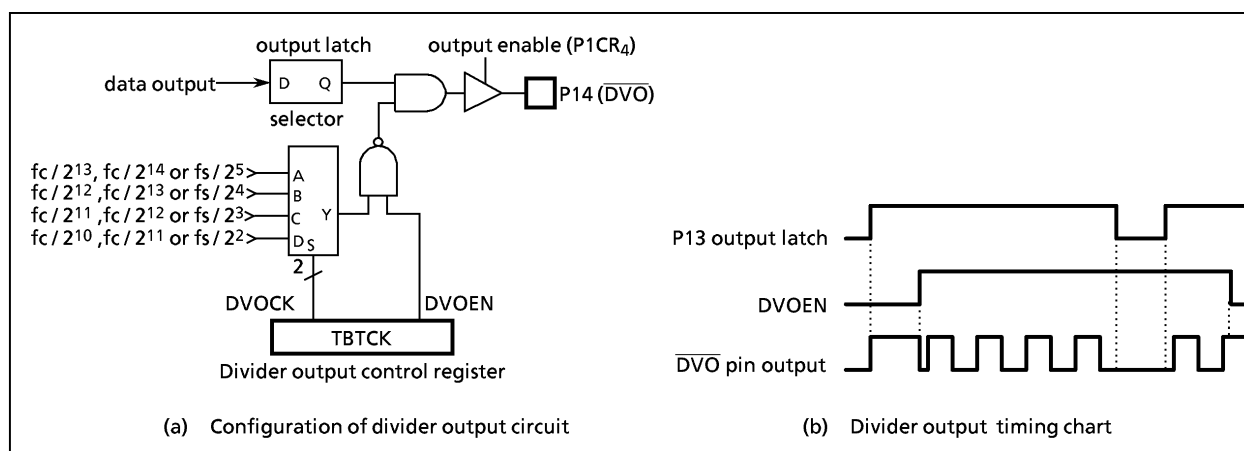 output latch
output enable (P1CR₄)
data output
D Q
P14 (D̅V̅O̅)
selector
fc / 2¹³, fc / 2¹⁴ or fs / 2⁵
A
fc / 2¹² ,fc / 2¹³ or fs / 2⁴
B
fc / 2¹¹ ,fc / 2¹² or fs / 2³
C
Y
fc / 2¹⁰ ,fc / 2¹¹ or fs / 2²
D
S
2
DVOCK
DVOEN
TBTCK
Divider output control register
(a) Configuration of divider output circuit
P13 output latch
DVOEN
D̅V̅O̅ pin output
(b) Divider output timing chart